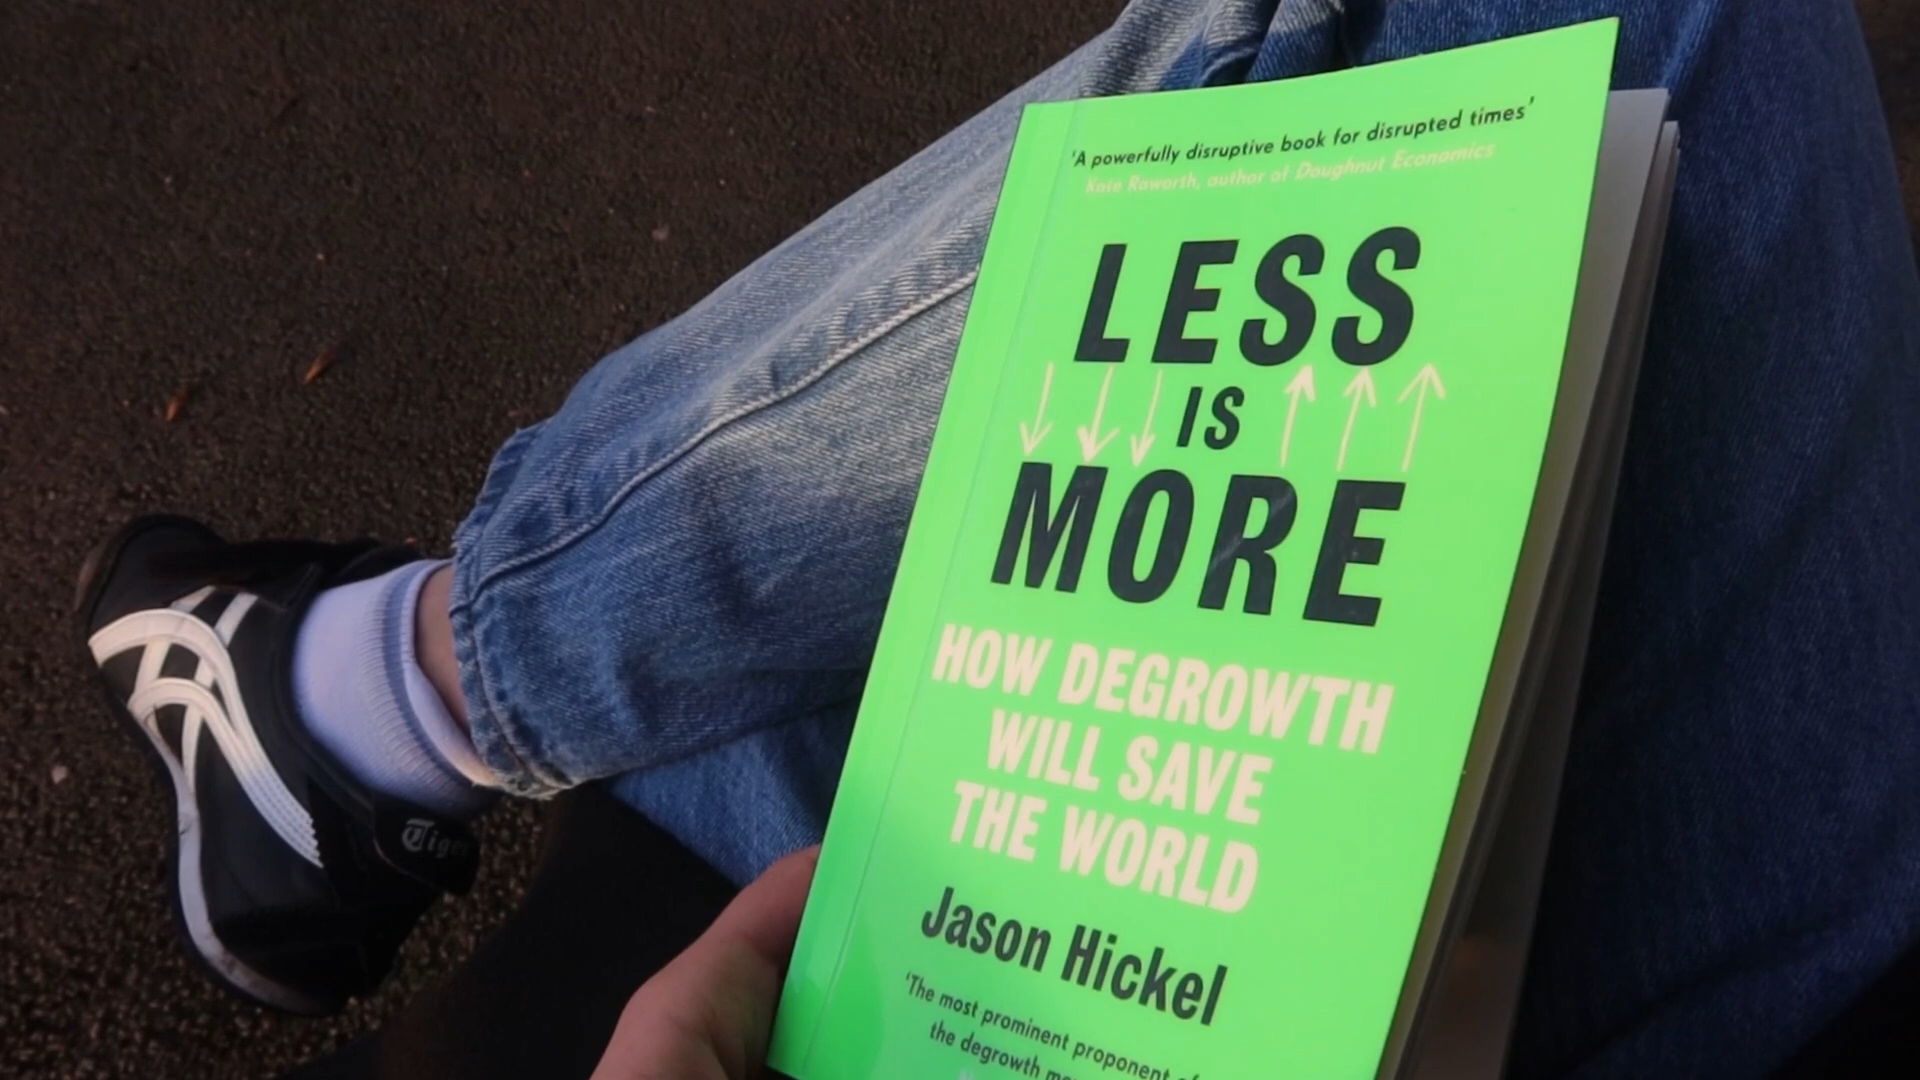 'A powerfully disruptive book for disrupted times'
Kate Raworth, author of Doughnut Economics
LESS
IS
MORE
HOW DEGROWTH
WILL SAVE
THE WORLD
Jason Hickel
'The most prominent proponent of
the degrowth
Tiger